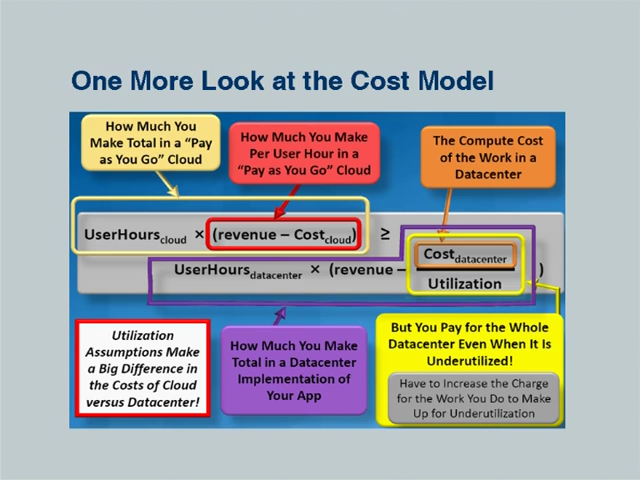 One More Look at the Cost Model
How Much You
Make Total in a “Pay
as You Go” Cloud
How Much You Make
Per User Hour in a
“Pay as You Go” Cloud
The Compute Cost
of the Work in a
Datacenter
UserHourscloud × (revenue – Costcloud) ≥
UserHoursdatacenter × (revenue – Costdatacenter )
Utilization
Utilization
Assumptions Make
a Big Difference in
the Costs of Cloud
versus Datacenter!
How Much You Make
Total in a Datacenter
Implementation of
Your App
But You Pay for the Whole
Datacenter Even When It Is
Underutilized!
Have to Increase the Charge
for the Work You Do to Make
Up for Underutilization